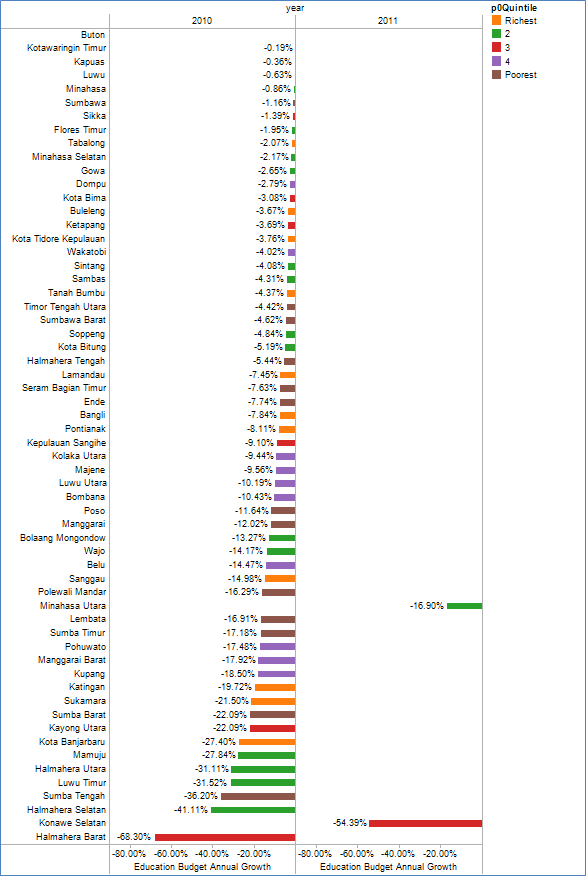 year
p0Quintile
2010 2011
Richest
2
3
4
Poorest
Buton
Kotawaringin Timur -0.19%
Kapuas -0.36%
Luwu -0.63%
Minahasa -0.86%
Sumbawa -1.16%
Sikka -1.39%
Flores Timur -1.95%
Tabalong -2.07%
Minahasa Selatan -2.17%
Gowa -2.65%
Dompu -2.79%
Kota Bima -3.08%
Buleleng -3.67%
Ketapang -3.69%
Kota Tidore Kepulauan -3.76%
Wakatobi -4.02%
Sintang -4.08%
Sambas -4.31%
Tanah Bumbu -4.37%
Timor Tengah Utara -4.42%
Sumbawa Barat -4.62%
Soppeng -4.84%
Kota Bitung -5.19%
Halmahera Tengah -5.44%
Lamandau -7.45%
Seram Bagian Timur -7.63%
Ende -7.74%
Bangli -7.84%
Pontianak -8.11%
Kepulauan Sangihe -9.10%
Kolaka Utara -9.44%
Majene -9.56%
Luwu Utara -10.19%
Bombana -10.43%
Poso -11.64%
Manggarai -12.02%
Bolaang Mongondow -13.27%
Wajo -14.17%
Belu -14.47%
Sanggau -14.98%
Polewali Mandar -16.29%
Minahasa Utara -16.90%
Lembata -16.91%
Sumba Timur -17.18%
Pohuwato -17.48%
Manggarai Barat -17.92%
Kupang -18.50%
Katingan -19.72%
Sukamara -21.50%
Sumba Barat -22.09%
Kayong Utara -22.09%
Kota Banjarbaru -27.40%
Mamuju -27.84%
Halmahera Utara -31.11%
Luwu Timur -31.52%
Sumba Tengah -36.20%
Halmahera Selatan -41.11%
Konawe Selatan -54.39%
Halmahera Barat -68.30%
-80.00% -60.00% -40.00% -20.00% -80.00% -60.00% -40.00% -20.00%
Education Budget Annual Growth Education Budget Annual Growth